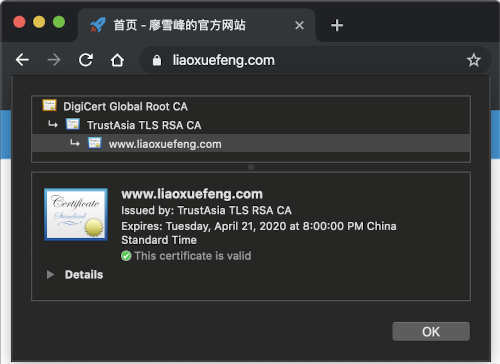 首页 - 廖雪峰的官方网站
liaoxuefeng.com
DigiCert Global Root CA
TrustAsia TLS RSA CA
www.liaoxuefeng.com
Certificate
Standard
www.liaoxuefeng.com
Issued by: TrustAsia TLS RSA CA
Expires: Tuesday, April 21, 2020 at 8:00:00 PM China
Standard Time
This certificate is valid
Details
OK